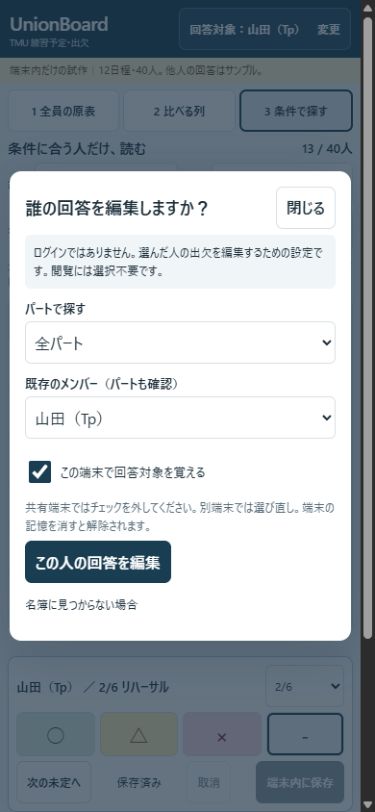 UnionBoard
TMU 練習予定・出欠
回答対象：山田（Tp） 変更
端末内だけの試作｜12日程・40人。他人の回答はサンプル。
1 全員の原表
2 比べる列
3 条件で探す
条件に合う人だけ、読む
13 / 40人
誰の回答を編集しますか？
閉じる
ログインではありません。選んだ人の出欠を編集するための設定で
す。閲覧には選択不要です。
パートで探す
全パート
既存のメンバー（パートも確認）
山田（Tp）
この端末で回答対象を覚える
共有端末ではチェックを外してください。別端末では選び直し。端末の
記憶を消すと解除されます。
この人の回答を編集
名簿に見つからない場合
山田（Tp）／2/6 リハーサル
2/6
○
△
×
-
次の未定へ
保存済み
取消
端末内に保存